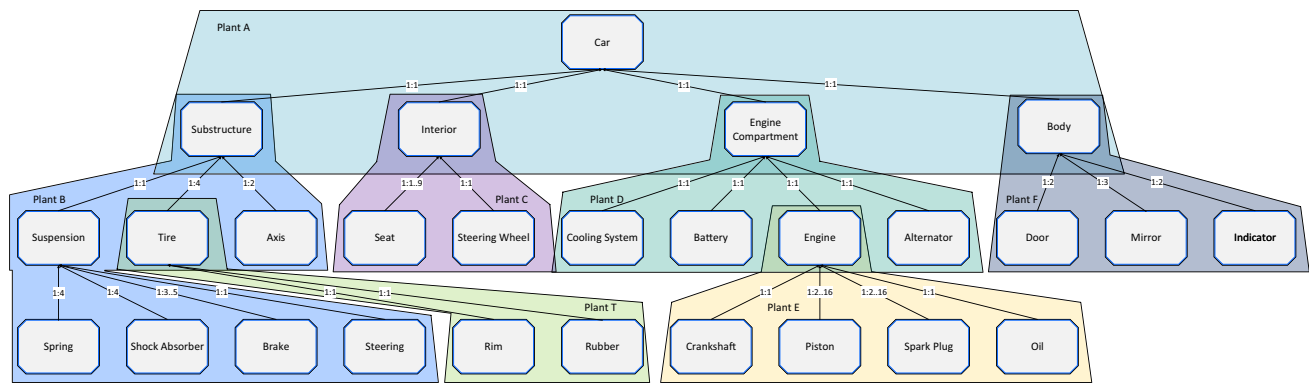 Plant A
Car
1:1
1:1
1:1
1:1
Substructure
Interior
Engine
Compartment
Body
1:1
1:4
1:2
1:1..9
1:1
1:1
1:1
1:1
1:1
1:2
1:3
1:2
Plant B
Plant C
Plant D
Plant F
Suspension
Tire
Axis
Seat
Steering Wheel
Cooling System
Battery
Engine
Alternator
Door
Mirror
Indicator
1:4
1:4
1:3..5
1:1
1:1
1:1
1:1
1:2..16
1:2..16
1:1
Plant T
Plant E
Spring
Shock Absorber
Brake
Steering
Rim
Rubber
Crankshaft
Piston
Spark Plug
Oil